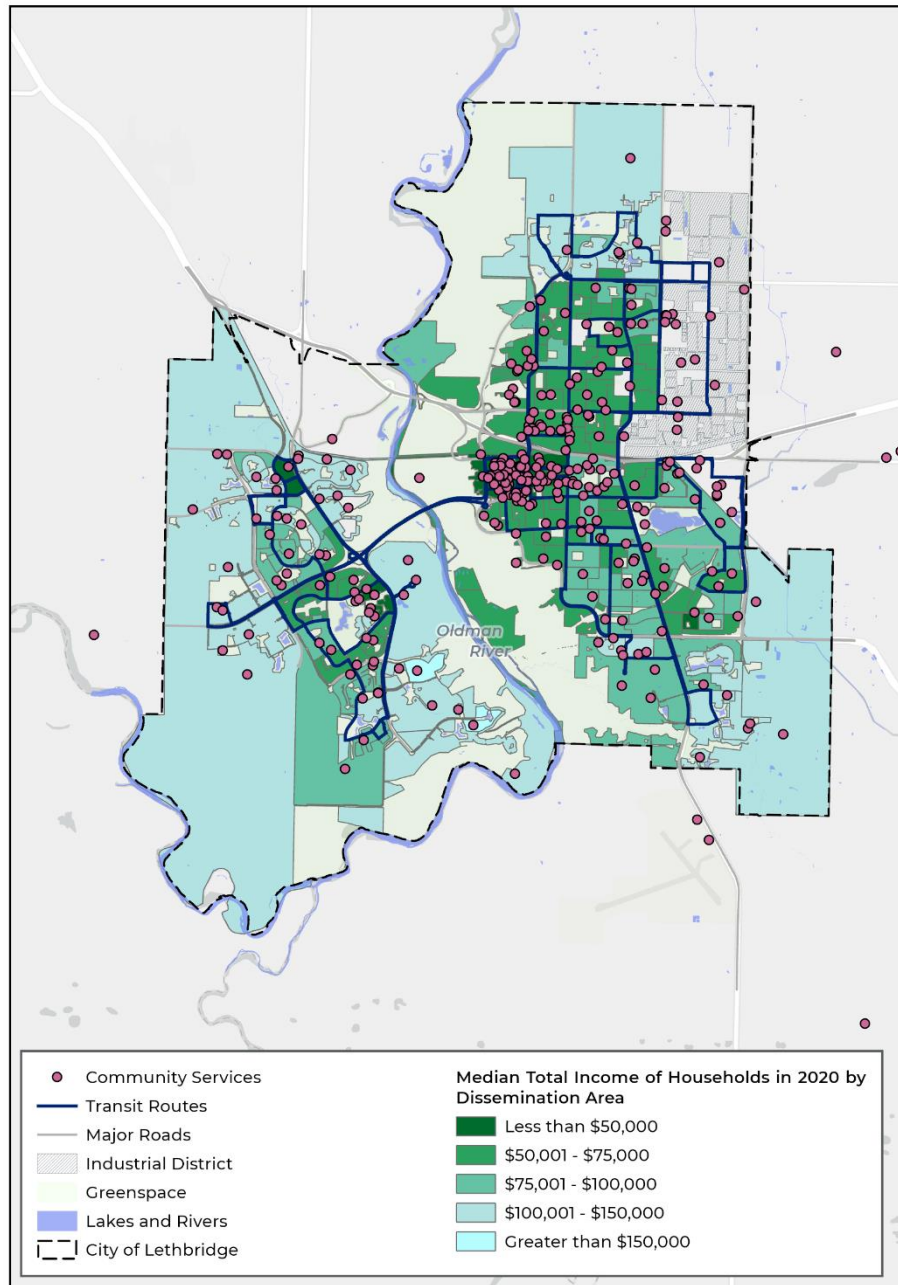 Oldman
River
Community Services
Transit Routes
Major Roads
Industrial District
Greenspace
Lakes and Rivers
City of Lethbridge
Median Total Income of Households in 2020 by
Dissemination Area
Less than $50,000
$50,001 - $75,000
$75,001 - $100,000
$100,001 - $150,000
Greater than $150,000